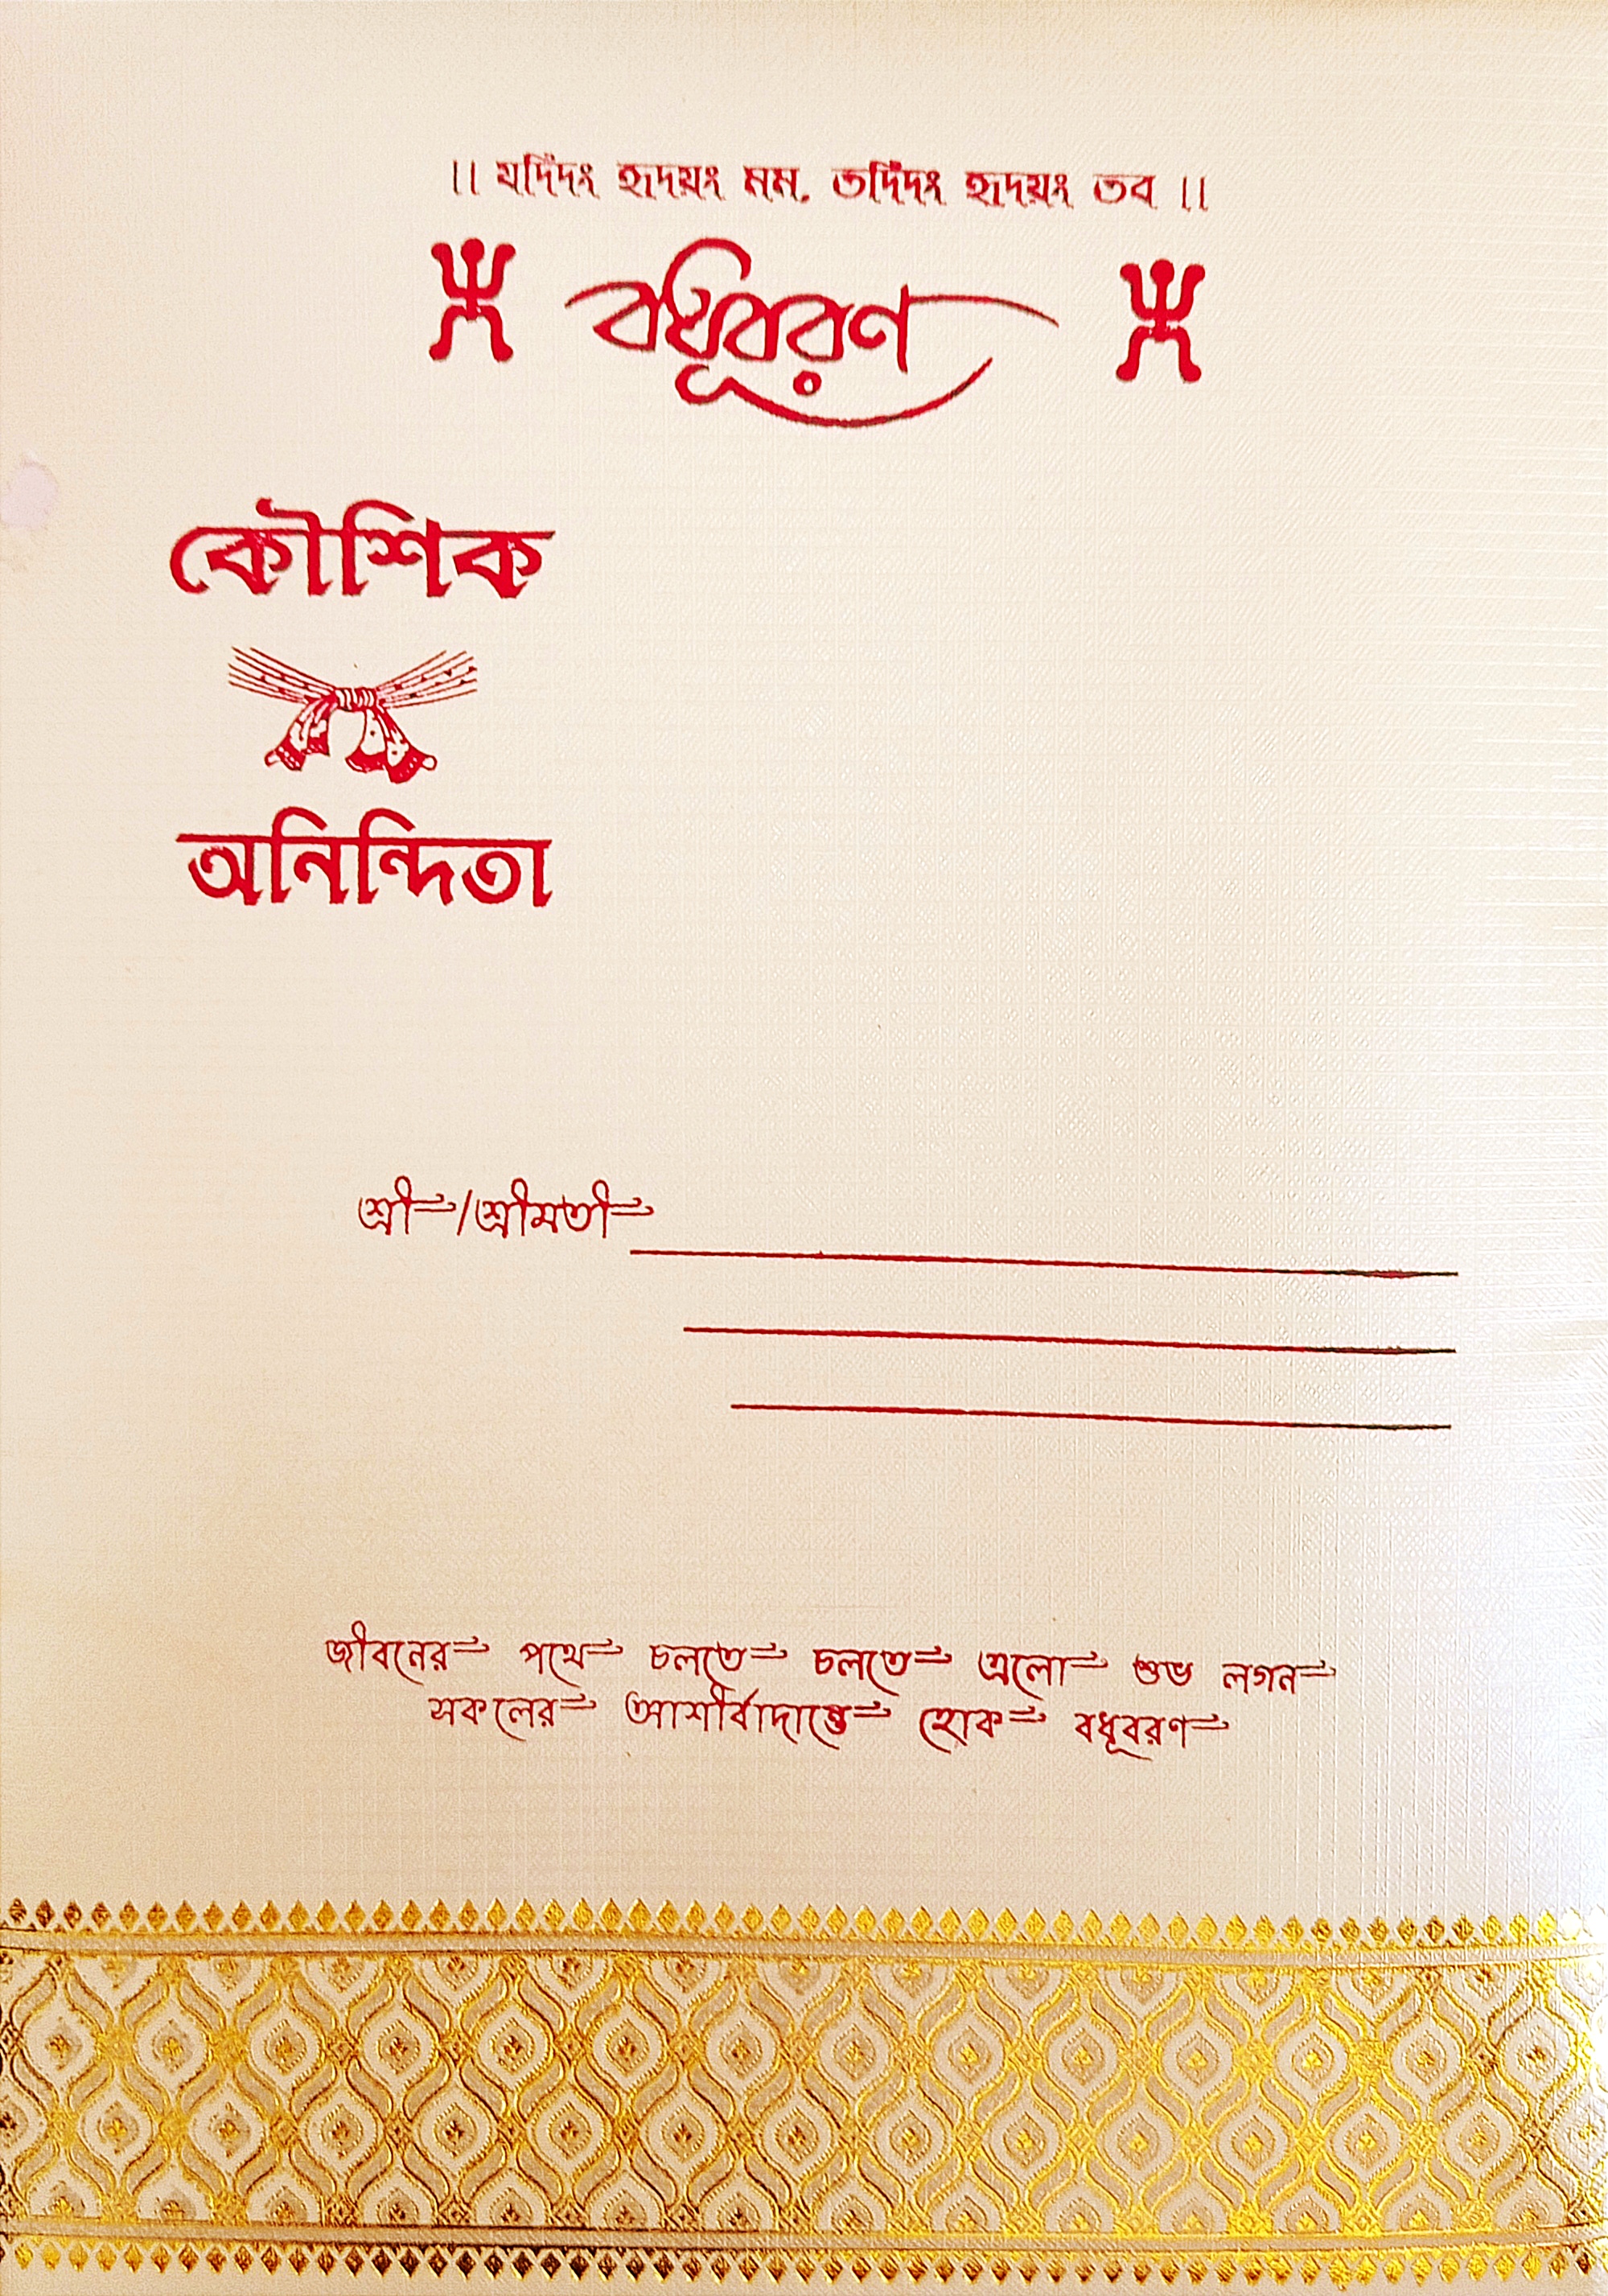 ।। যদিদং হৃদয়ং মম, তদিদং হৃদয়ং তব ।।
বধূবরণ
কৌশিক
অনিন্দিতা
শ্রী/শ্রীমতী
জীবনের পথে চলতে চলতে এলো শুভ লগন
সকলের আশীর্বাদান্তে হোক বধূবরণ